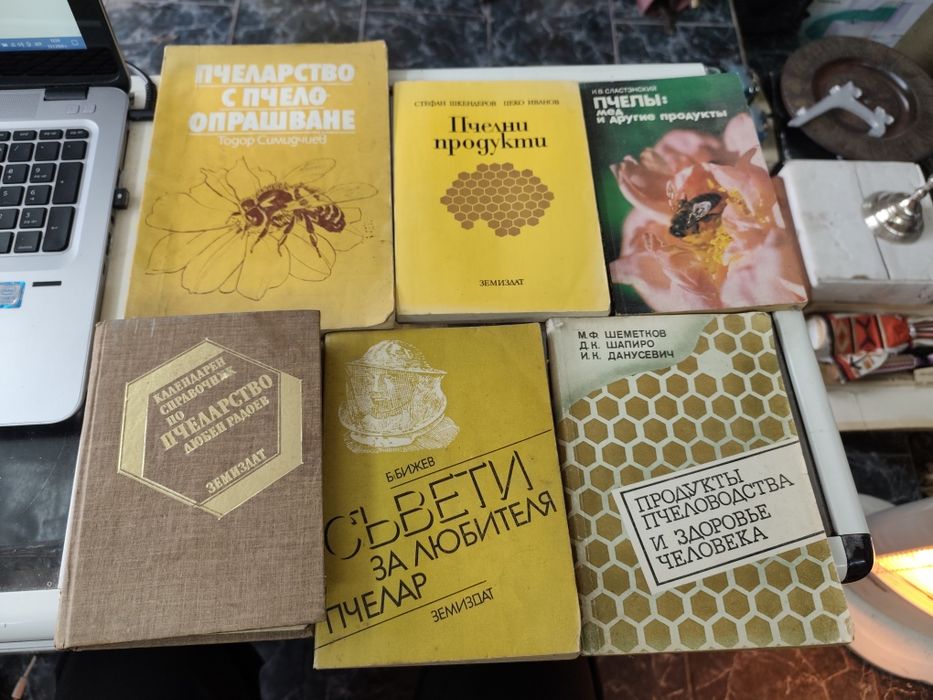 ПЧЕЛАРСТВО
С ПЧЕЛО-
ОПРАШВАНЕ
Тодор Симидчиев
СТЕФАН ШКЕНДЕРОВ ЦЕКО ИВАНОВ
Пчелни
продукти
ЗЕМИЗДАТ
И.В. СЛАСТЭНСКИЙ
ПЧЕЛЫ:
мед
и другие продукты
КАЛЕНДАРЕН
СПРАВОЧНИК
ПО
ПЧЕЛАРСТВО
ЛЮБЕН РАДОЕВ
ЗЕМИЗДАТ
Б. БИЖЕВ
СЪВЕТИ
ЗА ЛЮБИТЕЛЯ
ПЧЕЛАР
ЗЕМИЗДАТ
М.Ф. ШЕМЕТКОВ
Д.К. ШАПИРО
И.К. ДАНУСЕВИЧ
ПРОДУКТЫ
ПЧЕЛОВОДСТВА
И ЗДОРОВЬЕ
ЧЕЛОВЕКА